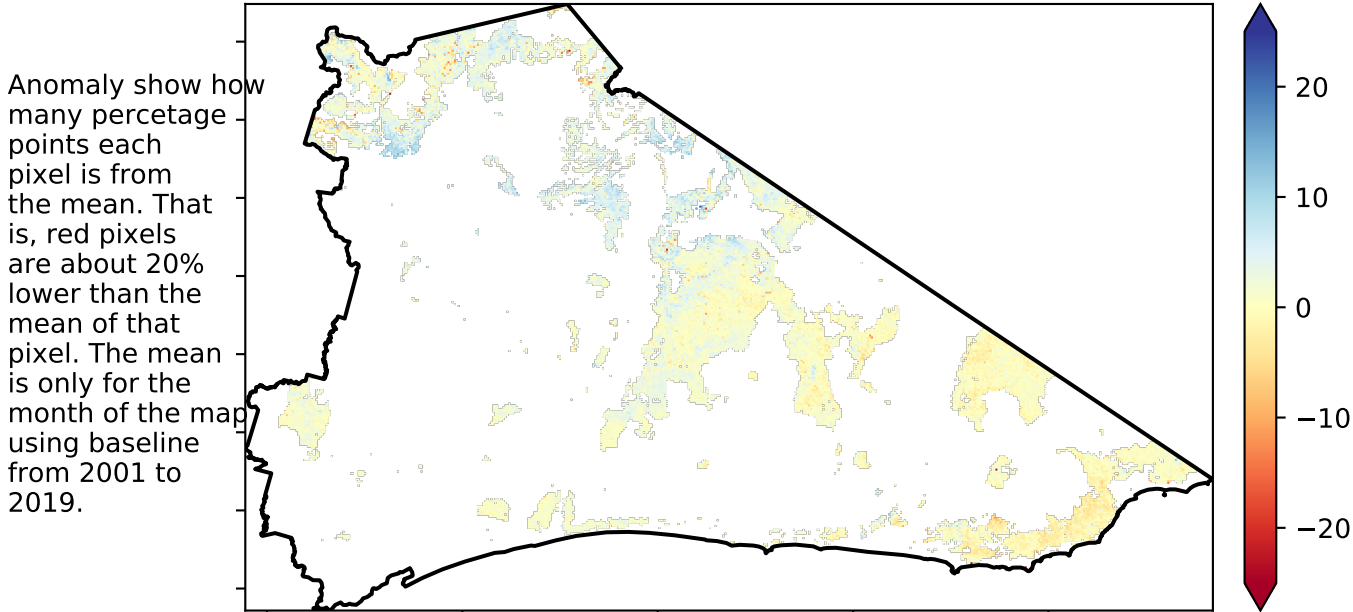 Anomaly show how
many percetage
points each
pixel is from
the mean. That
is, red pixels
are about 20%
lower than the
mean of that
pixel. The mean
is only for the
month of the map
using baseline
from 2001 to
2019.
20
10
0
−10
−20